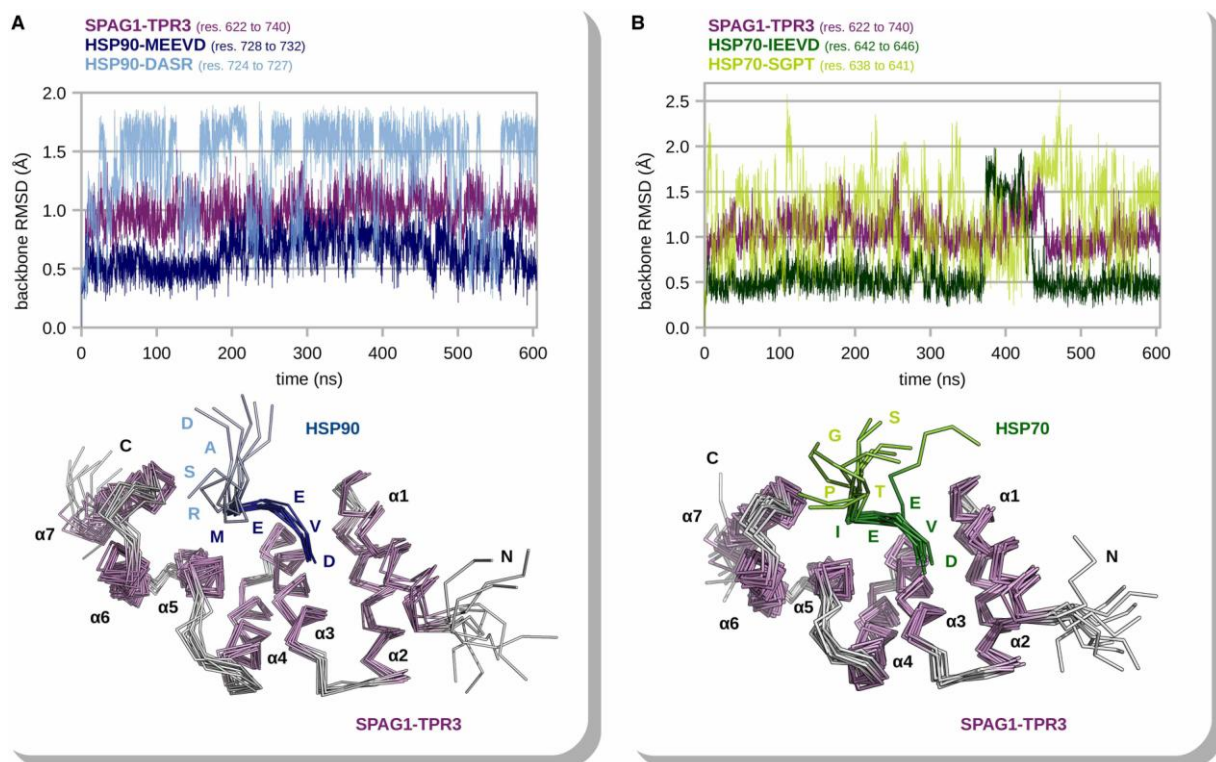 A
SPAG1-TPR3 (res. 622 to 740)
HSP90-MEEVD (res. 728 to 732)
HSP90-DASR (res. 724 to 727)
2.0
1.5
1.0
0.5
0.0
backbone RMSD (Å)
0 100 200 300 400 500 600
time (ns)
D
A
S
R
HSP90
C
α7
α6
α5
M
E
E
V
D
α1
N
α4
α3
α2
SPAG1-TPR3
B
SPAG1-TPR3 (res. 622 to 740)
HSP70-IEEVD (res. 642 to 646)
HSP70-SGPT (res. 638 to 641)
2.5
2.0
1.5
1.0
0.5
0.0
backbone RMSD (Å)
0 100 200 300 400 500 600
time (ns)
S
G
P
T
HSP70
C
α7
α6
α5
I
E
E
V
D
α1
N
α4
α3
α2
SPAG1-TPR3